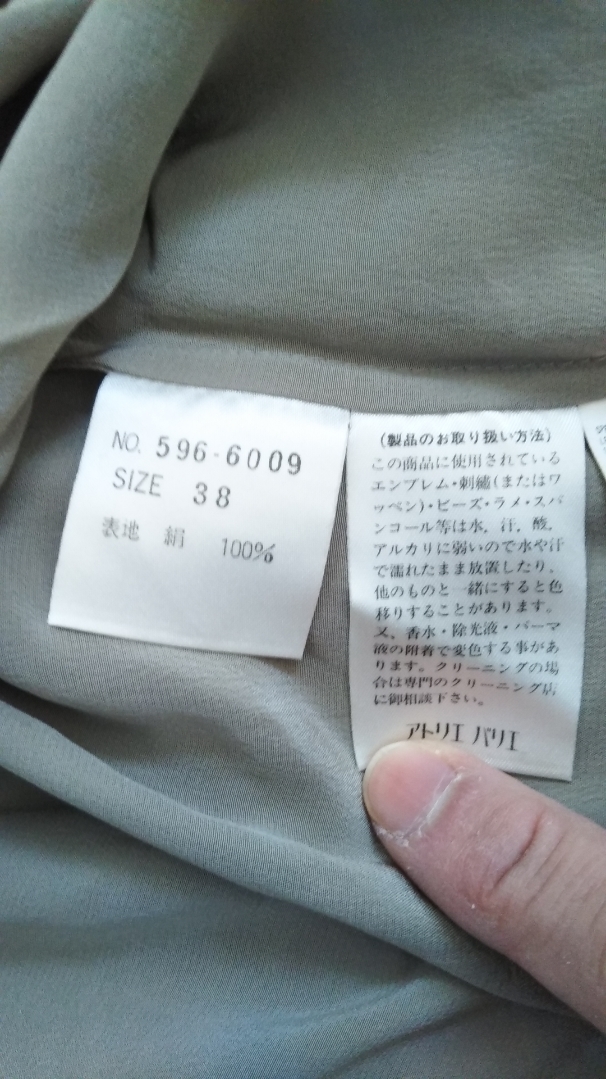 NO. 596-6009
SIZE 38
表地 絹 100%
(製品のお取り扱い方法)
この商品に使用されている
エンブレム・刺繡(またはワ
ッペン)・ビーズ・ラメ・スパ
ンコール等は水, 汗, 酸,
アルカリに弱いので水や汗
で濡れたまま放置したり、
他のものと一緒にすると色
移りすることがあります。
又、香水・除光液・パーマ
液の附着で変色する事があ
ります。クリーニングの場
合は専門のクリーニング店
に御相談下さい。
アトリエ バリエ